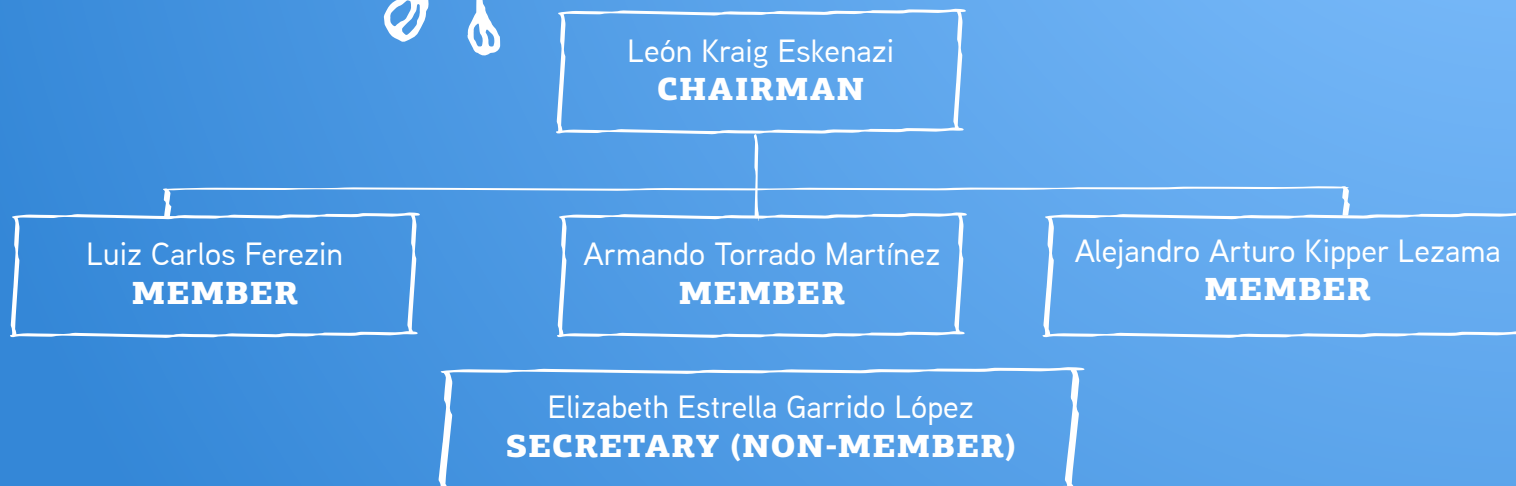 León Kraig Eskenazi
CHAIRMAN
Luiz Carlos Ferezin
MEMBER
Armando Torrado Martínez
MEMBER
Alejandro Arturo Kipper Lezama
MEMBER
Elizabeth Estrella Garrido López
SECRETARY (NON-MEMBER)